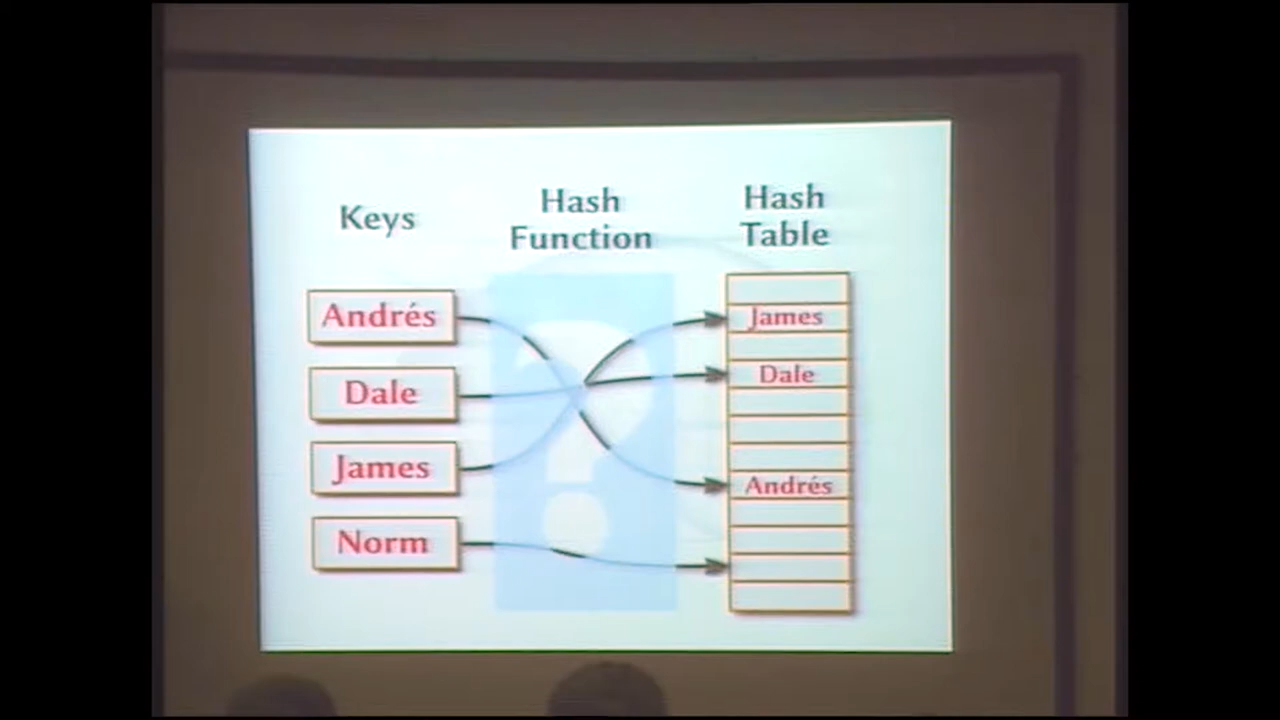 Keys
Hash
Function
Hash
Table
Andrés
Dale
James
Norm
James
Dale
Andrés